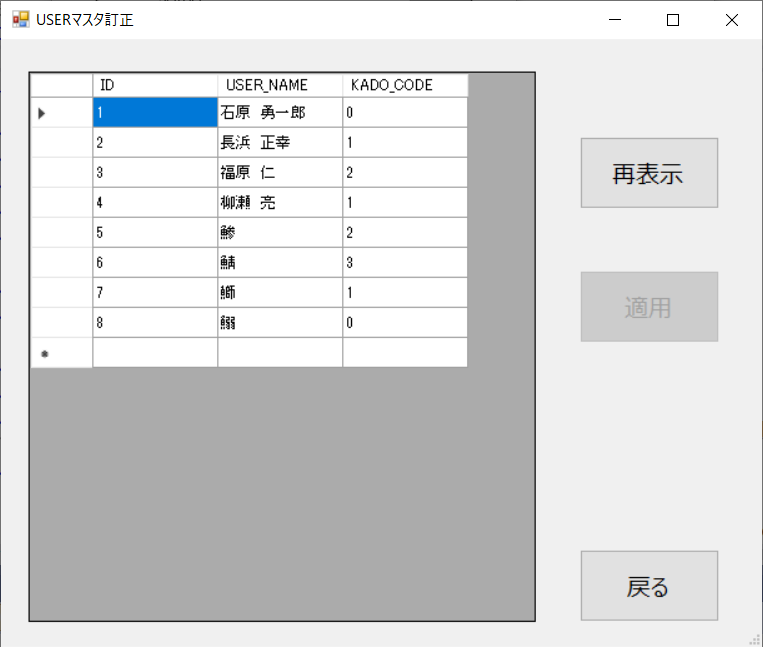 USERマスタ訂正
ID USER_NAME KADO_CODE
1 石原 勇一郎 0
2 長浜 正幸 1
3 福原 仁 2
4 柳瀬 亮 1
5 鯵 2
6 鯖 3
7 鰤 1
8 鰯 0
再表示
適用
戻る